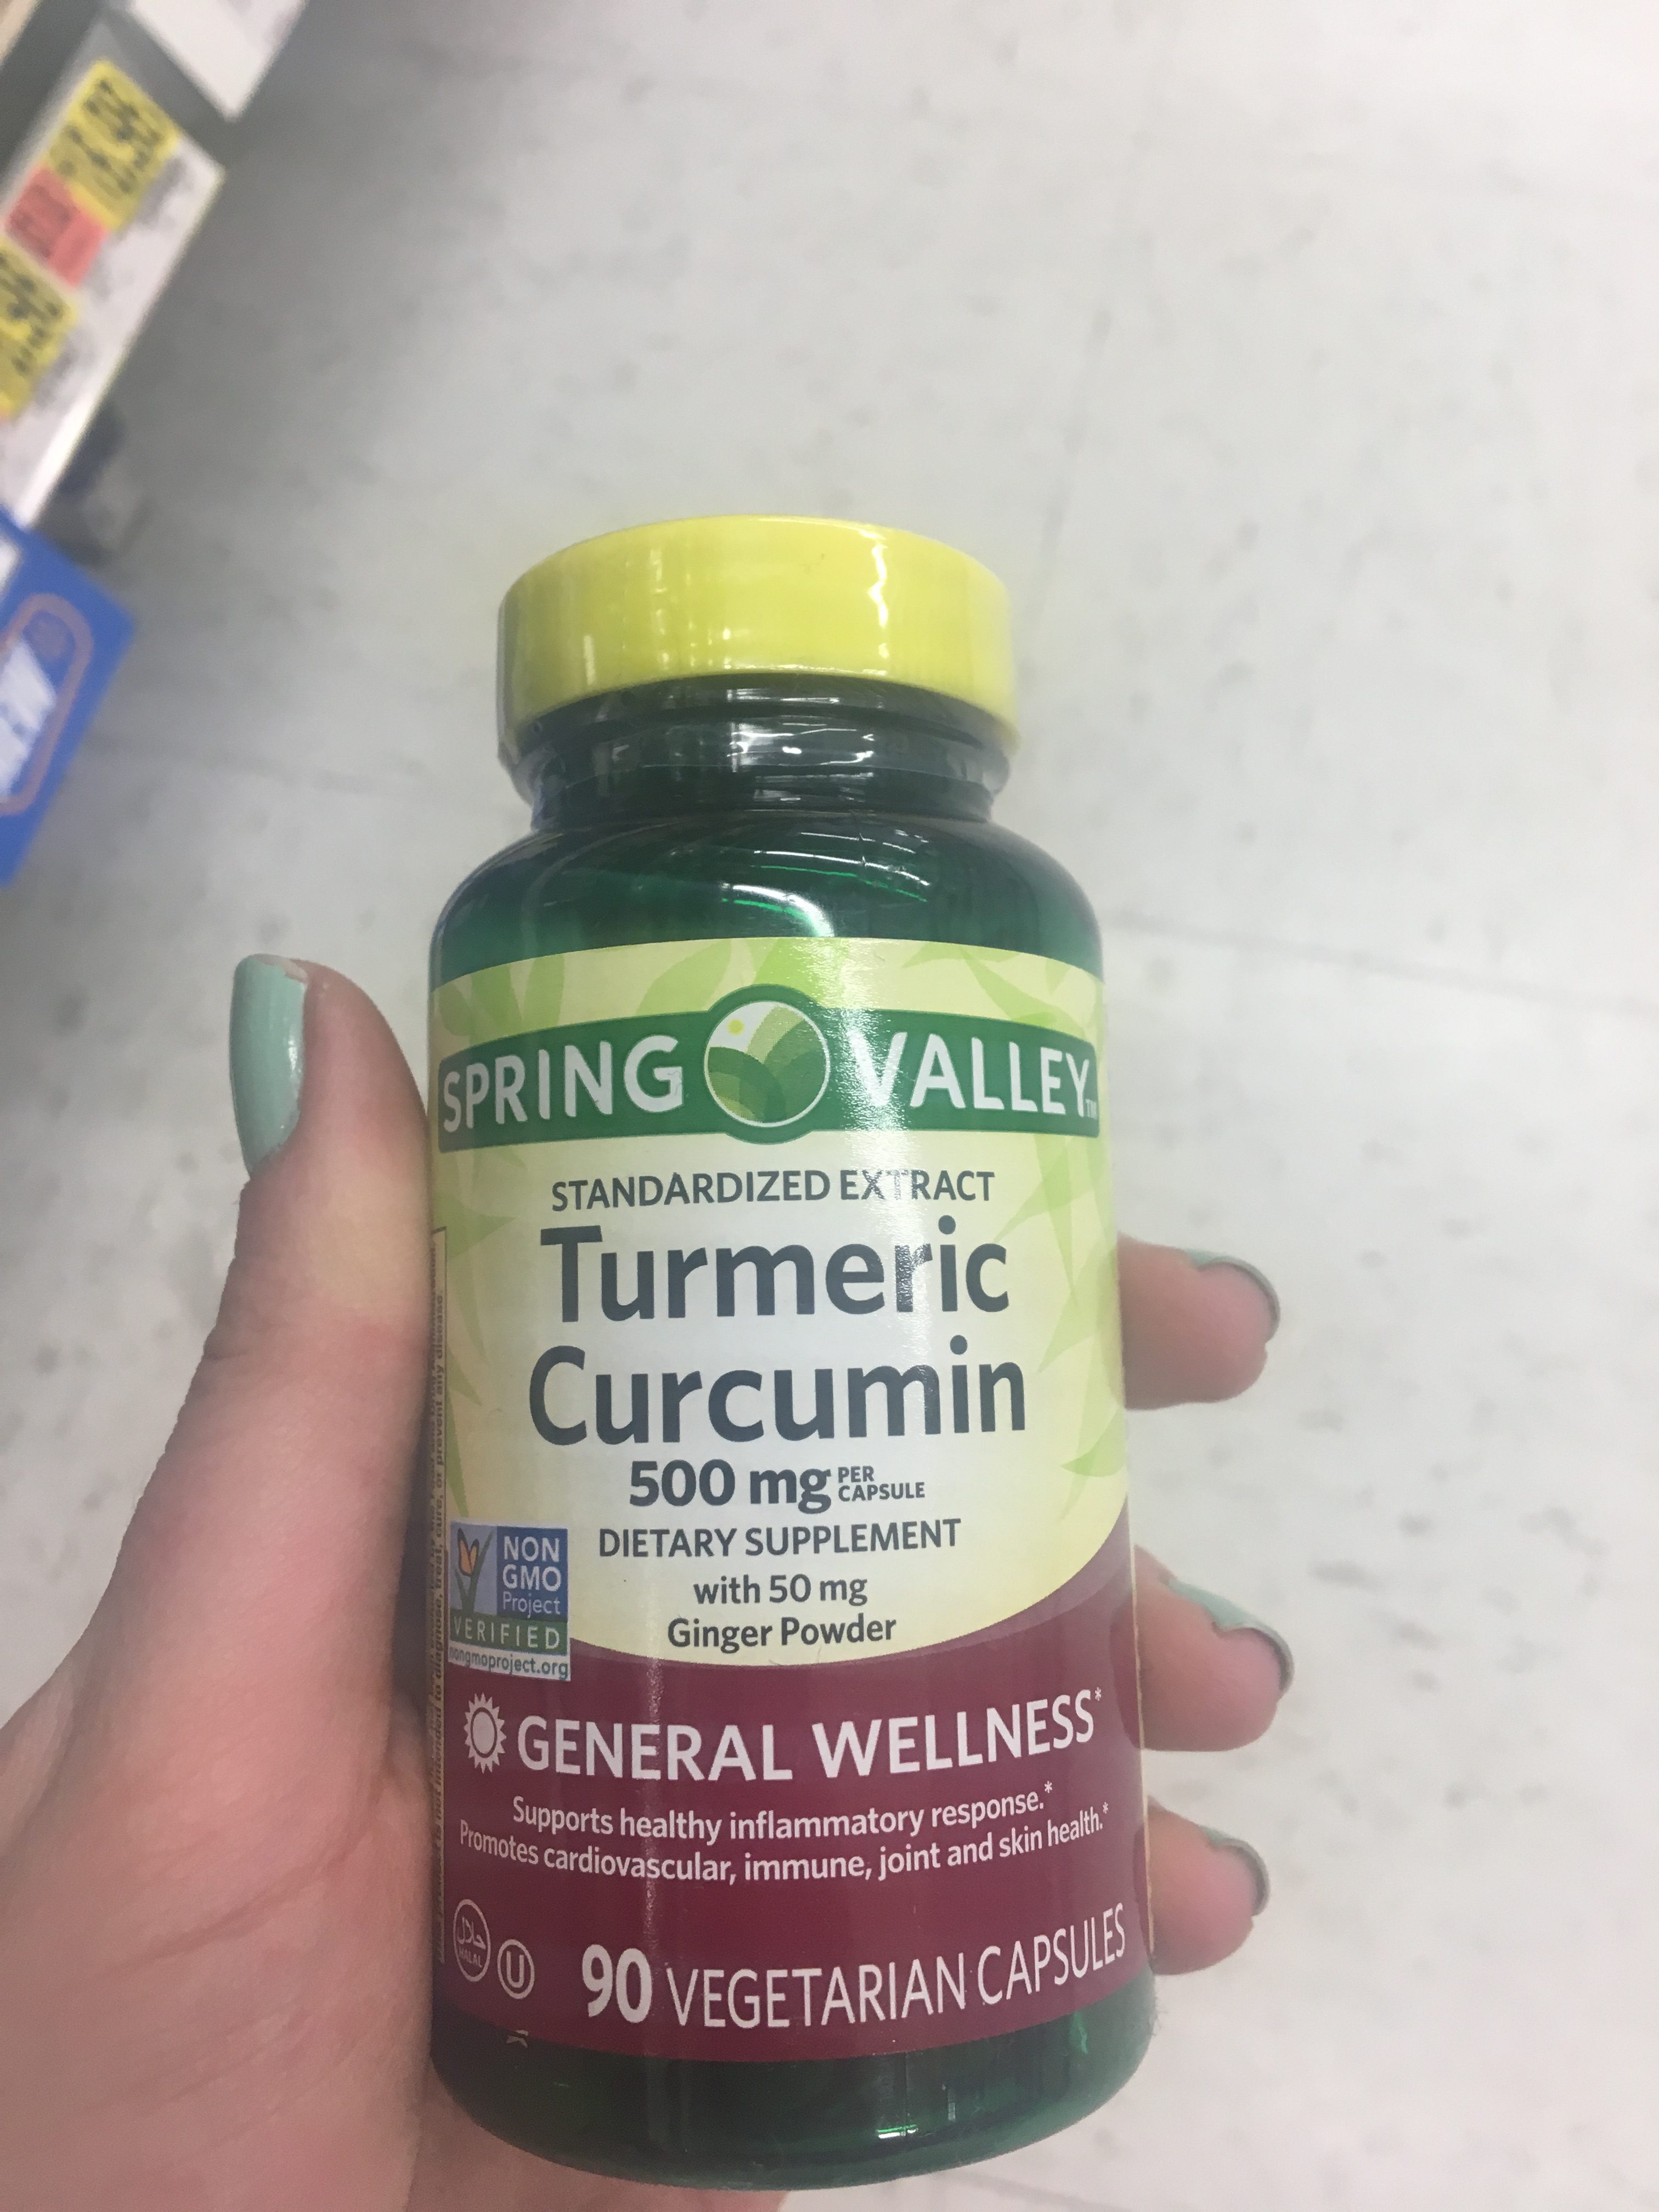 SPRING VALLEY™
STANDARDIZED EXTRACT
Turmeric
Curcumin
500 mg PER CAPSULE
DIETARY SUPPLEMENT
with 50 mg
Ginger Powder
NON
GMO
Project
VERIFIED
nongmoproject.org
GENERAL WELLNESS*
Supports healthy inflammatory response.*
Promotes cardiovascular, immune, joint and skin health.*
حلال
HALAL
U
90 VEGETARIAN CAPSULES